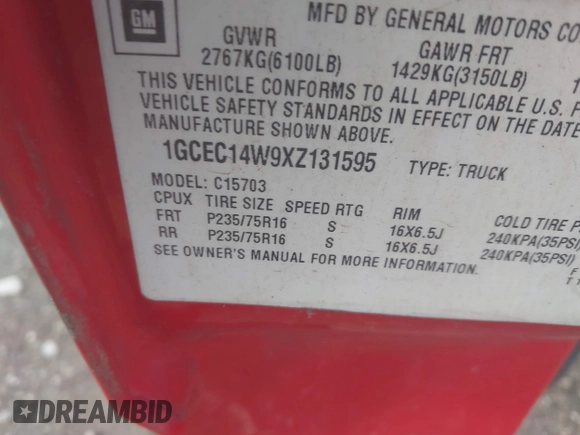 GM
MFD BY GENERAL MOTORS CO
GVWR GAWR FRT
2767KG(6100LB) 1429KG(3150LB) 1
THIS VEHICLE CONFORMS TO ALL APPLICABLE U.S. F
VEHICLE SAFETY STANDARDS IN EFFECT ON THE DATE
MANUFACTURE SHOWN ABOVE.
1GCEC14W9XZ131595 TYPE: TRUCK
MODEL: C15703
CPUX TIRE SIZE SPEED RTG RIM COLD TIRE P
FRT P235/75R16 S 16X6.5J 240KPA(35PSI)
RR P235/75R16 S 16X6.5J 240KPA(35PSI)
SEE OWNER'S MANUAL FOR MORE INFORMATION.
DREAMBID